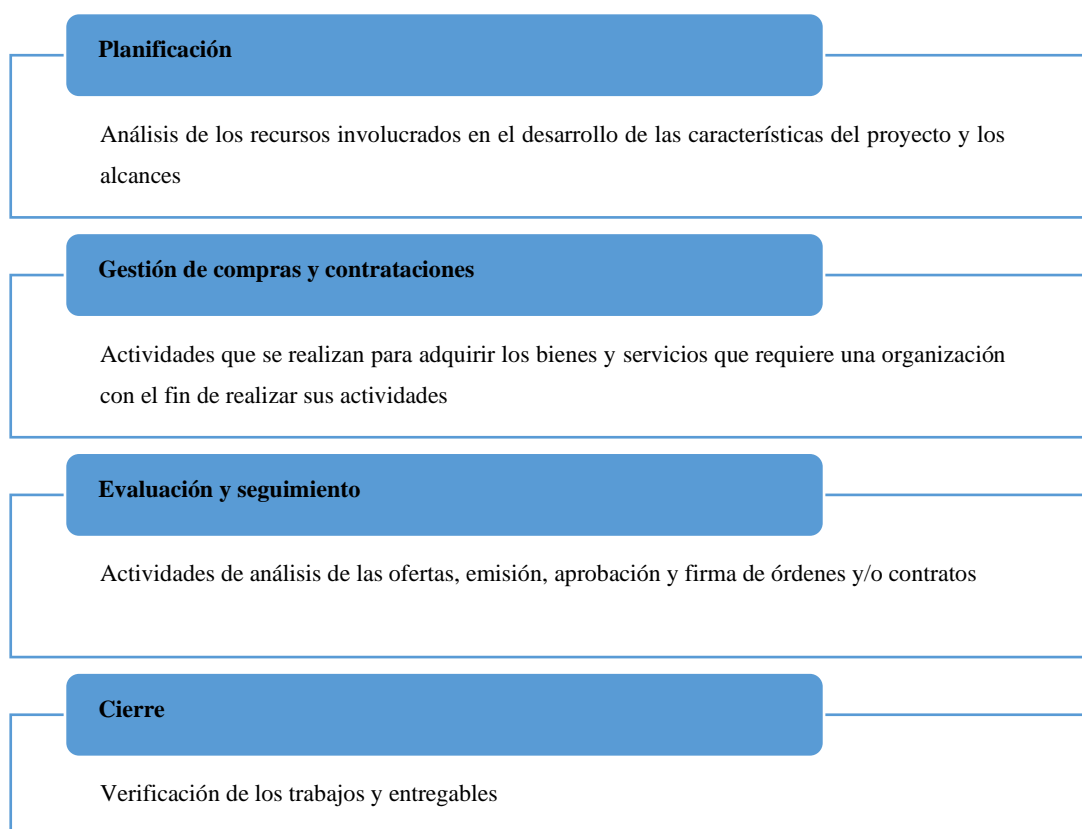 Planificación
Análisis de los recursos involucrados en el desarrollo de las características del proyecto y los
alcances
Gestión de compras y contrataciones
Actividades que se realizan para adquirir los bienes y servicios que requiere una organización
con el fin de realizar sus actividades
Evaluación y seguimiento
Actividades de análisis de las ofertas, emisión, aprobación y firma de órdenes y/o contratos
Cierre
Verificación de los trabajos y entregables